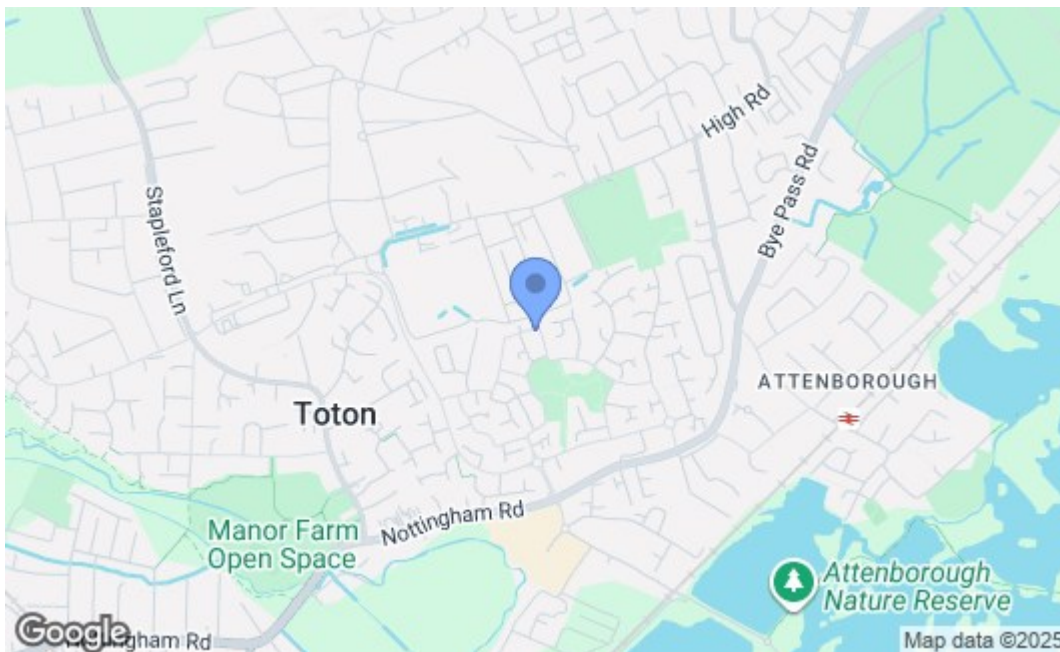 High Rd
Bye Pass Rd
Stapleford Ln
ATTENBOROUGH
Toton
Nottingham Rd
Manor Farm
Open Space
Attenborough
Nature Reserve
Google
Rd
Map data ©2025